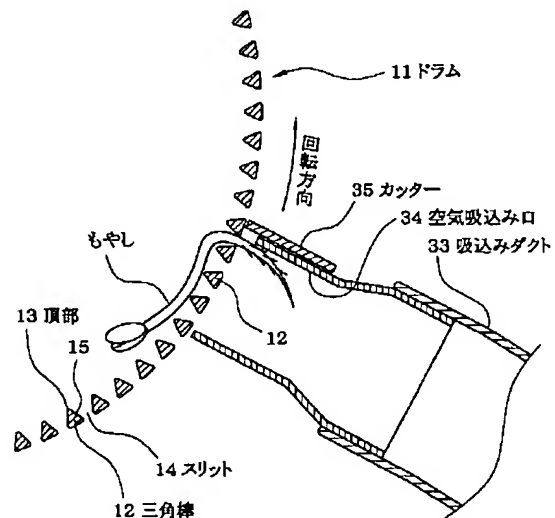 11 ドラム
回転方向
35 カッター
34 空気吸込み口
33 吸込みダクト
もやし
12
13 頂部
15
14 スリット
12 三角棒